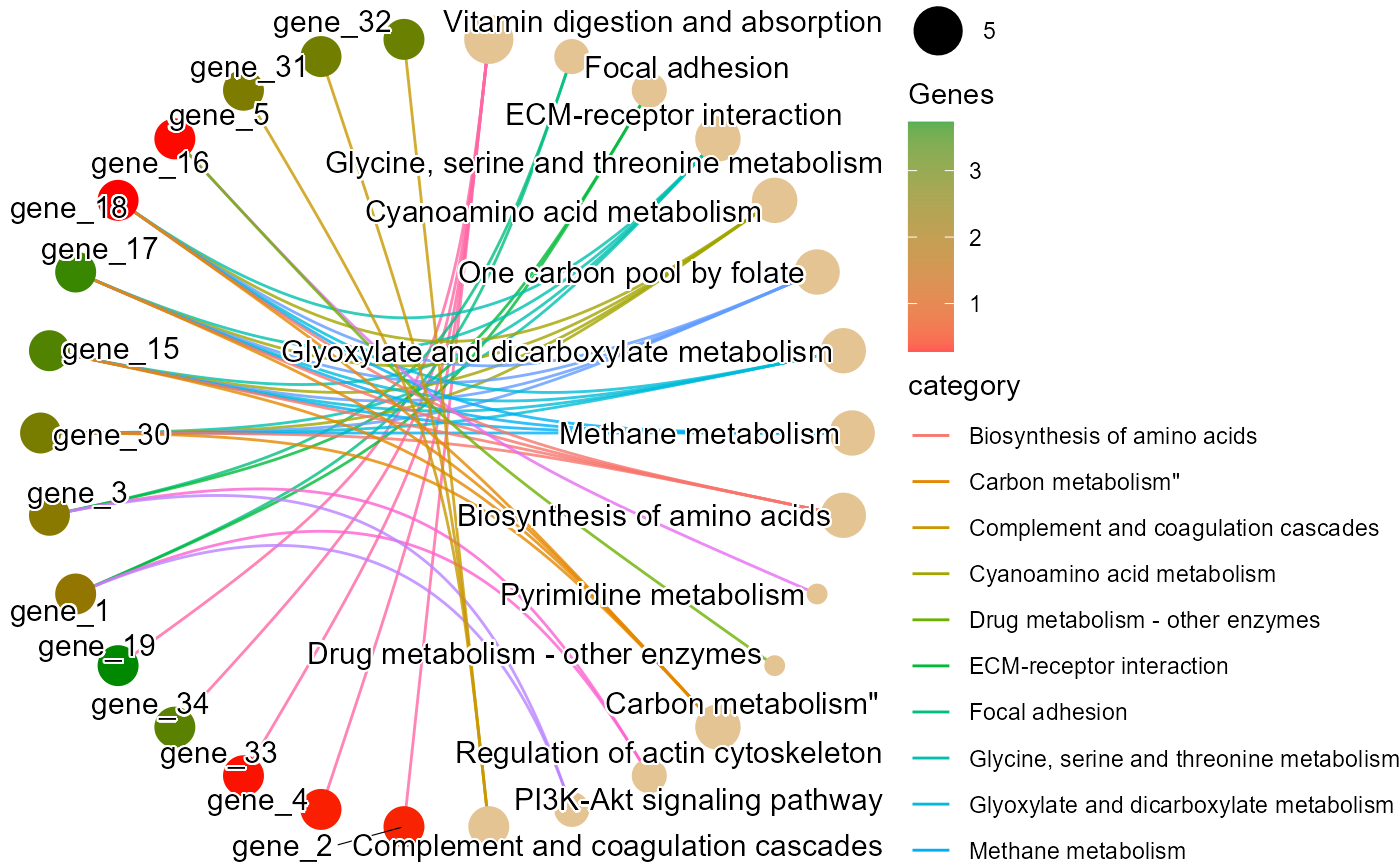 gene_32
Vitamin digestion and absorption
5
gene_31
Focal adhesion
Genes
gene_5
ECM-receptor interaction
gene_16
Glycine, serine and threonine metabolism
3
gene_18
Cyanoamino acid metabolism
2
gene_17
One carbon pool by folate
1
gene_15
Glyoxylate and dicarboxylate metabolism
category
gene_30
Methane metabolism
Biosynthesis of amino acids
gene_3
Carbon metabolism"
Biosynthesis of amino acids
Complement and coagulation cascades
Cyanoamino acid metabolism
gene_1
Pyrimidine metabolism
Drug metabolism - other enzymes
gene_19
Drug metabolism - other enzymes
ECM-receptor interaction
gene_34
Carbon metabolism"
Focal adhesion
gene_33
Regulation of actin cytoskeleton
Glycine, serine and threonine metabolism
gene_4
PI3K-Akt signaling pathway
Glyoxylate and dicarboxylate metabolism
gene_2
Complement and coagulation cascades
Methane metabolism